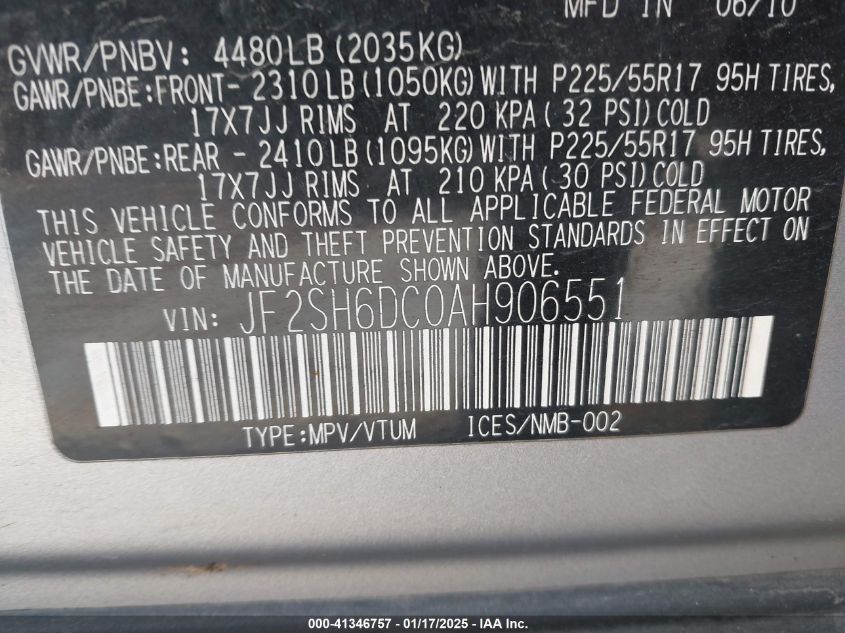 MFD IN 06/10
GVWR/PNBV: 4480LB (2035KG)
GAWR/PNBE:FRONT- 2310LB(1050KG)WITH P225/55R17 95H TIRES,
17X7JJ RIMS AT 220 KPA( 32 PSI)COLD
GAWR/PNBE:REAR - 2410LB(1095KG)WITH P225/55R17 95H TIRES,
17X7JJ RIMS AT 210 KPA( 30 PSI)COLD
THIS VEHICLE CONFORMS TO ALL APPLICABLE FEDERAL MOTOR
VEHICLE SAFETY AND THEFT PREVENTION STANDARDS IN EFFECT ON
THE DATE OF MANUFACTURE SHOWN ABOVE.
VIN: JF2SH6DC0AH906551
TYPE:MPV/VTUM ICES/NMB-002
000-41346757 - 01/17/2025 - IAA Holdings, LLC.